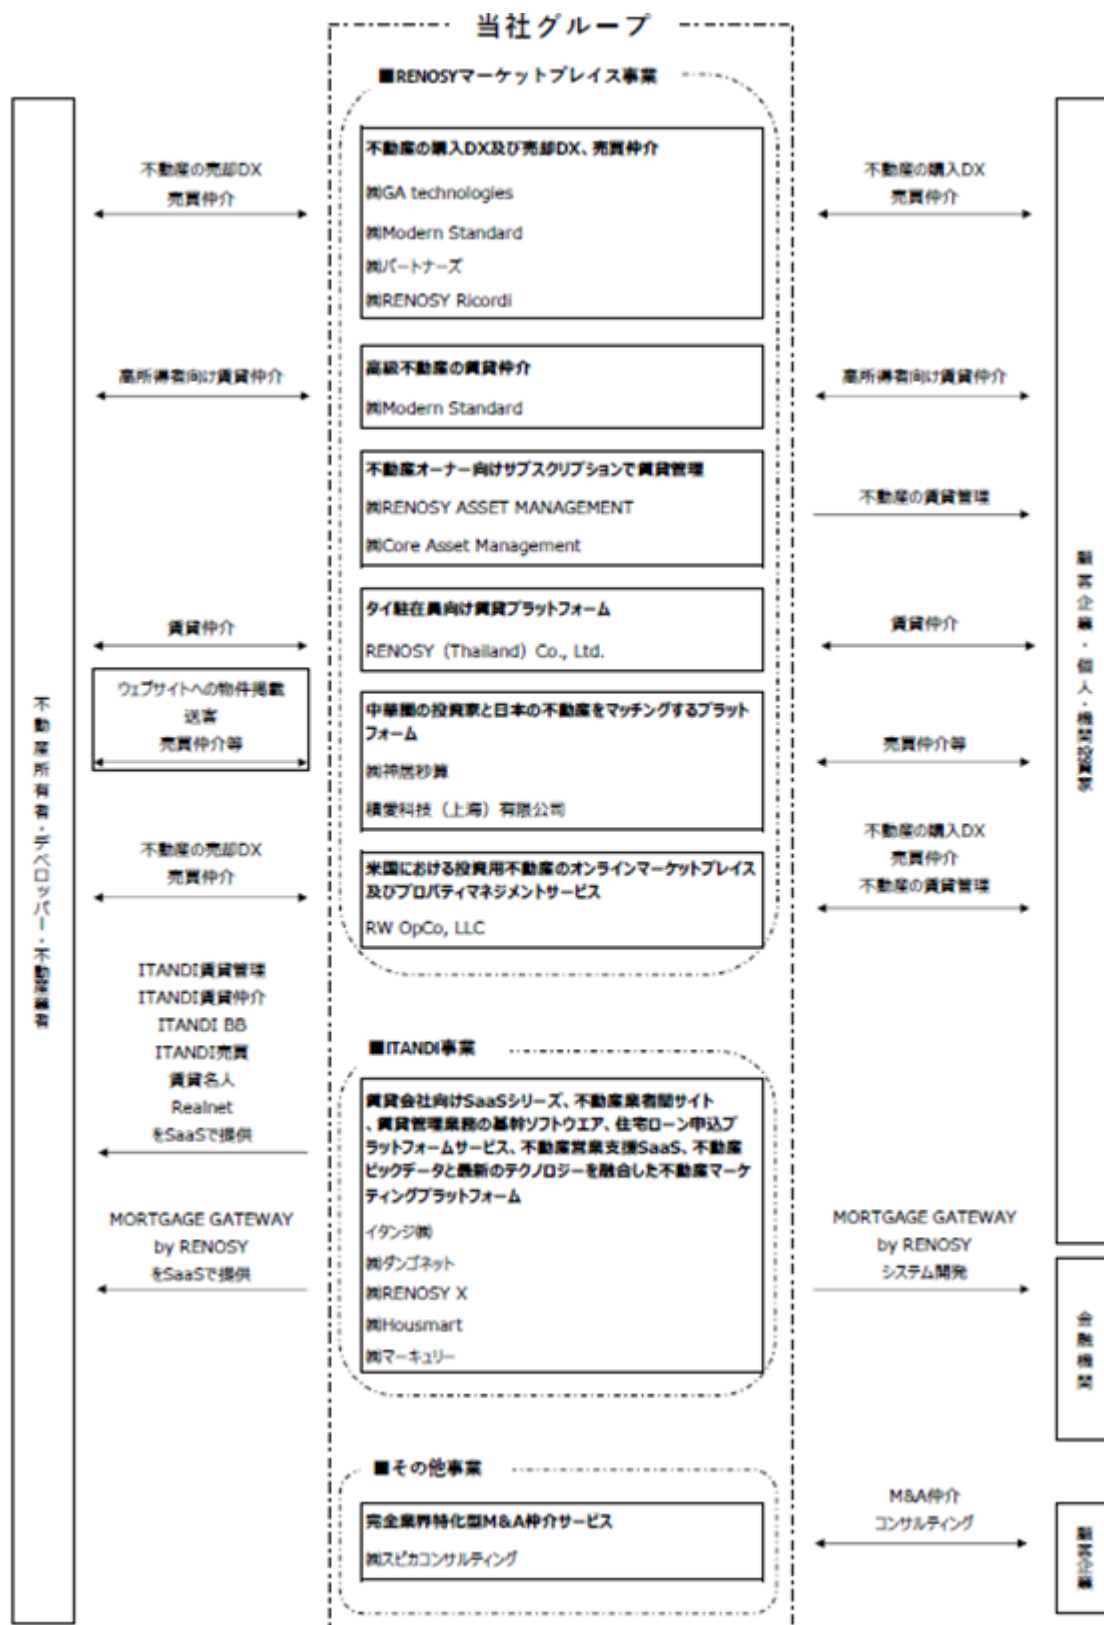 当社グループ
■RENOSYマーケットプレイス事業
不動産の売却DX
売買仲介
不動産の購入DX及び売却DX、売買仲介
㈱GA technologies
㈱Modern Standard
㈱パートナーズ
㈱RENOSY Ricordi
不動産の購入DX
売買仲介
高所得者向け賃貸仲介
高級不動産の賃貸仲介
㈱Modern Standard
高所得者向け賃貸仲介
不動産オーナー向けサブスクリプションで賃貸管理
㈱RENOSY ASSET MANAGEMENT
㈱Core Asset Management
不動産の賃貸管理
賃貸仲介
タイ駐在員向け賃貸プラットフォーム
RENOSY（Thailand）Co., Ltd.
賃貸仲介
ウェブサイトへの物件掲載
送客
売買仲介等
中華圏の投資家と日本の不動産をマッチングするプラット
フォーム
㈱神居秒算
積愛科技（上海）有限公司
売買仲介等
不動産の売却DX
売買仲介
米国における投資用不動産のオンラインマーケットプレイス
及びプロパティマネジメントサービス
RW OpCo, LLC
不動産の購入DX
売買仲介
不動産の賃貸管理
不動産所有者・デベロッパー・不動産業者
顧客企業・個人・機関投資家
ITANDI賃貸管理
ITANDI賃貸仲介
ITANDI BB
ITANDI売買
賃貸名人
Realnet
をSaaSで提供
■ITANDI事業
賃貸会社向けSaaSシリーズ、不動産業者間サイト
、賃貸管理業務の基幹ソフトウエア、住宅ローン申込プ
ラットフォームサービス、不動産営業支援SaaS、不動産
ビックデータと最新のテクノロジーを融合した不動産マーケ
ティングプラットフォーム
イタンジ㈱
㈱ダンゴネット
㈱RENOSY X
㈱Housmart
㈱マーキュリー
MORTGAGE GATEWAY
by RENOSY
をSaaSで提供
MORTGAGE GATEWAY
by RENOSY
システム開発
金融機関
■その他事業
完全業界特化型M&A仲介サービス
㈱スピカコンサルティング
M&A仲介
コンサルティング
顧客企業